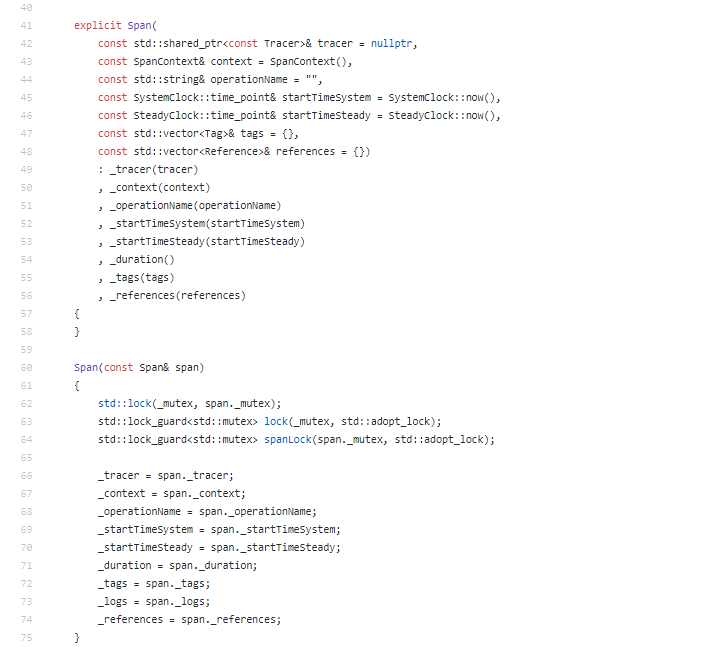 40
41 explicit Span(
42 const std::shared_ptr<const Tracer>& tracer = nullptr,
43 const SpanContext& context = SpanContext(),
44 const std::string& operationName = "",
45 const SystemClock::time_point& startTimeSystem = SystemClock::now(),
46 const SteadyClock::time_point& startTimeSteady = SteadyClock::now(),
47 const std::vector<Tag>& tags = {},
48 const std::vector<Reference>& references = {})
49 : _tracer(tracer)
50 , _context(context)
51 , _operationName(operationName)
52 , _startTimeSystem(startTimeSystem)
53 , _startTimeSteady(startTimeSteady)
54 , _duration()
55 , _tags(tags)
56 , _references(references)
57 {
58 }
59
60 Span(const Span& span)
61 {
62 std::lock(_mutex, span._mutex);
63 std::lock_guard<std::mutex> lock(_mutex, std::adopt_lock);
64 std::lock_guard<std::mutex> spanLock(span._mutex, std::adopt_lock);
65
66 _tracer = span._tracer;
67 _context = span._context;
68 _operationName = span._operationName;
69 _startTimeSystem = span._startTimeSystem;
70 _startTimeSteady = span._startTimeSteady;
71 _duration = span._duration;
72 _tags = span._tags;
73 _logs = span._logs;
74 _references = span._references;
75 }